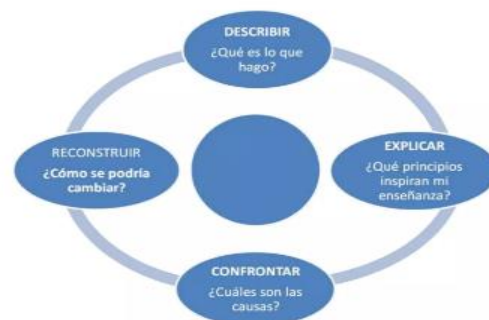 DESCRIBIR
¿Qué es lo que
hago?
EXPLICAR
¿Qué principios
inspiran mi
enseñanza?
CONFRONTAR
¿Cuáles son las
causas?
RECONSTRUIR
¿Cómo se podría
cambiar?